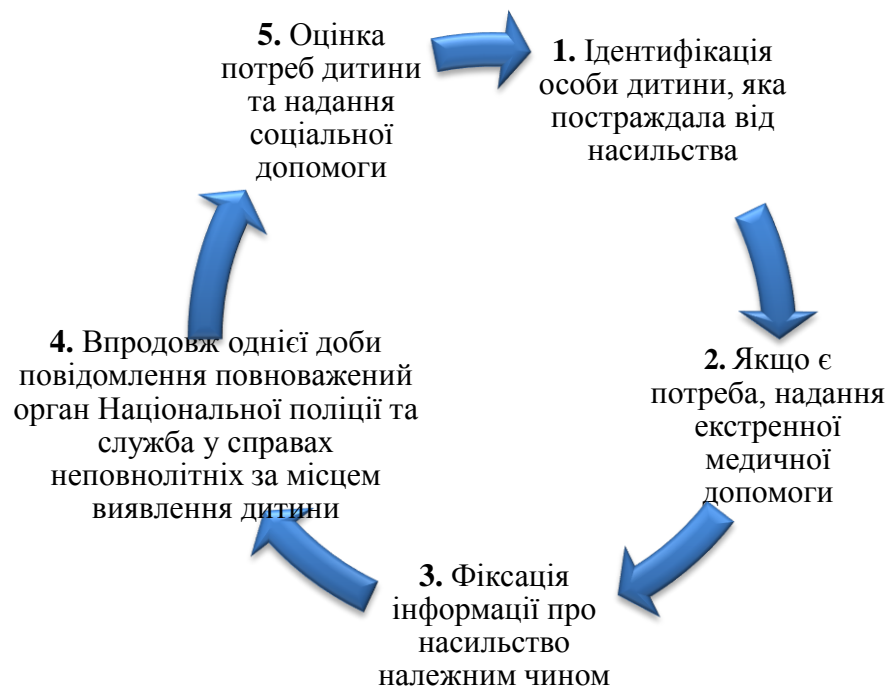 1. Ідентифікація
особи дитини, яка
постраждала від
насильства
2. Якщо є
потреба, надання
екстренної
медичної
допомоги
3. Фіксація
інформації про
насильство
належним чином
4. Впродовж однієї доби
повідомлення повноважений
орган Національної поліції та
служба у справах
неповнолітніх за місцем
виявлення дитини
5. Оцінка
потреб дитини
та надання
соціальної
допомоги